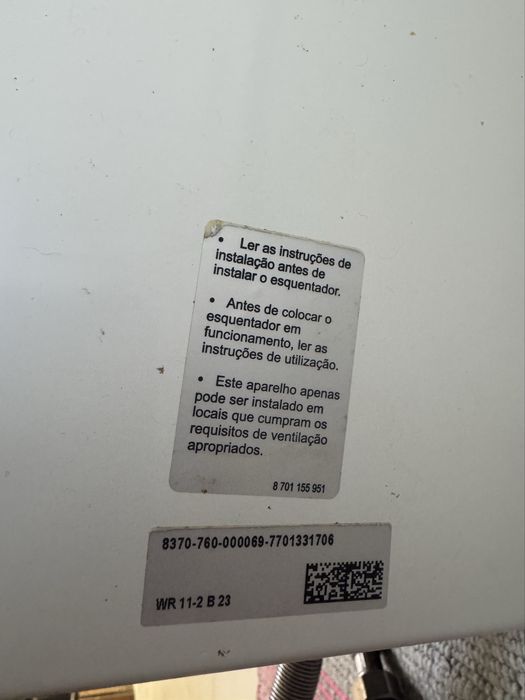 • Ler as instruções de
instalação antes de
instalar o esquentador.
• Antes de colocar o
esquentador em
funcionamento, ler as
instruções de utilização.
• Este aparelho apenas
pode ser instalado em
locais que cumpram os
requisitos de ventilação
apropriados.
8 701 155 951
8370-760-000069-7701331706
WR 11-2 B 23